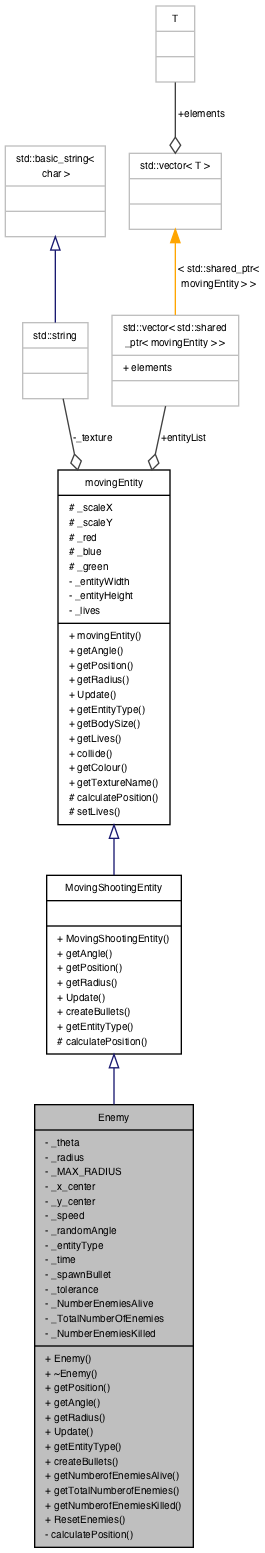 T
+elements
std::basic_string<
char >
std::vector< T >
< std::shared_ptr<
movingEntity > >
std::string
std::vector< std::shared
_ptr< movingEntity > >
+ elements
-_texture
+entityList
movingEntity
# _scaleX
# _scaleY
# _red
# _blue
# _green
- _entityWidth
- _entityHeight
- _lives
+ movingEntity()
+ getAngle()
+ getPosition()
+ getRadius()
+ Update()
+ getEntityType()
+ getBodySize()
+ getLives()
+ collide()
+ getColour()
+ getTextureName()
# calculatePosition()
# setLives()
MovingShootingEntity
+ MovingShootingEntity()
+ getAngle()
+ getPosition()
+ getRadius()
+ Update()
+ createBullets()
+ getEntityType()
# calculatePosition()
Enemy
- _theta
- _radius
- _MAX_RADIUS
- _x_center
- _y_center
- _speed
- _randomAngle
- _entityType
- _time
- _spawnBullet
- _tolerance
- _NumberEnemiesAlive
- _TotalNumberOfEnemies
- _NumberEnemiesKilled
+ Enemy()
+ ~Enemy()
+ getPosition()
+ getAngle()
+ getRadius()
+ Update()
+ getEntityType()
+ createBullets()
+ getNumberofEnemiesAlive()
+ getTotalNumberofEnemies()
+ getNumberofEnemiesKilled()
+ ResetEnemies()
- calculatePosition()